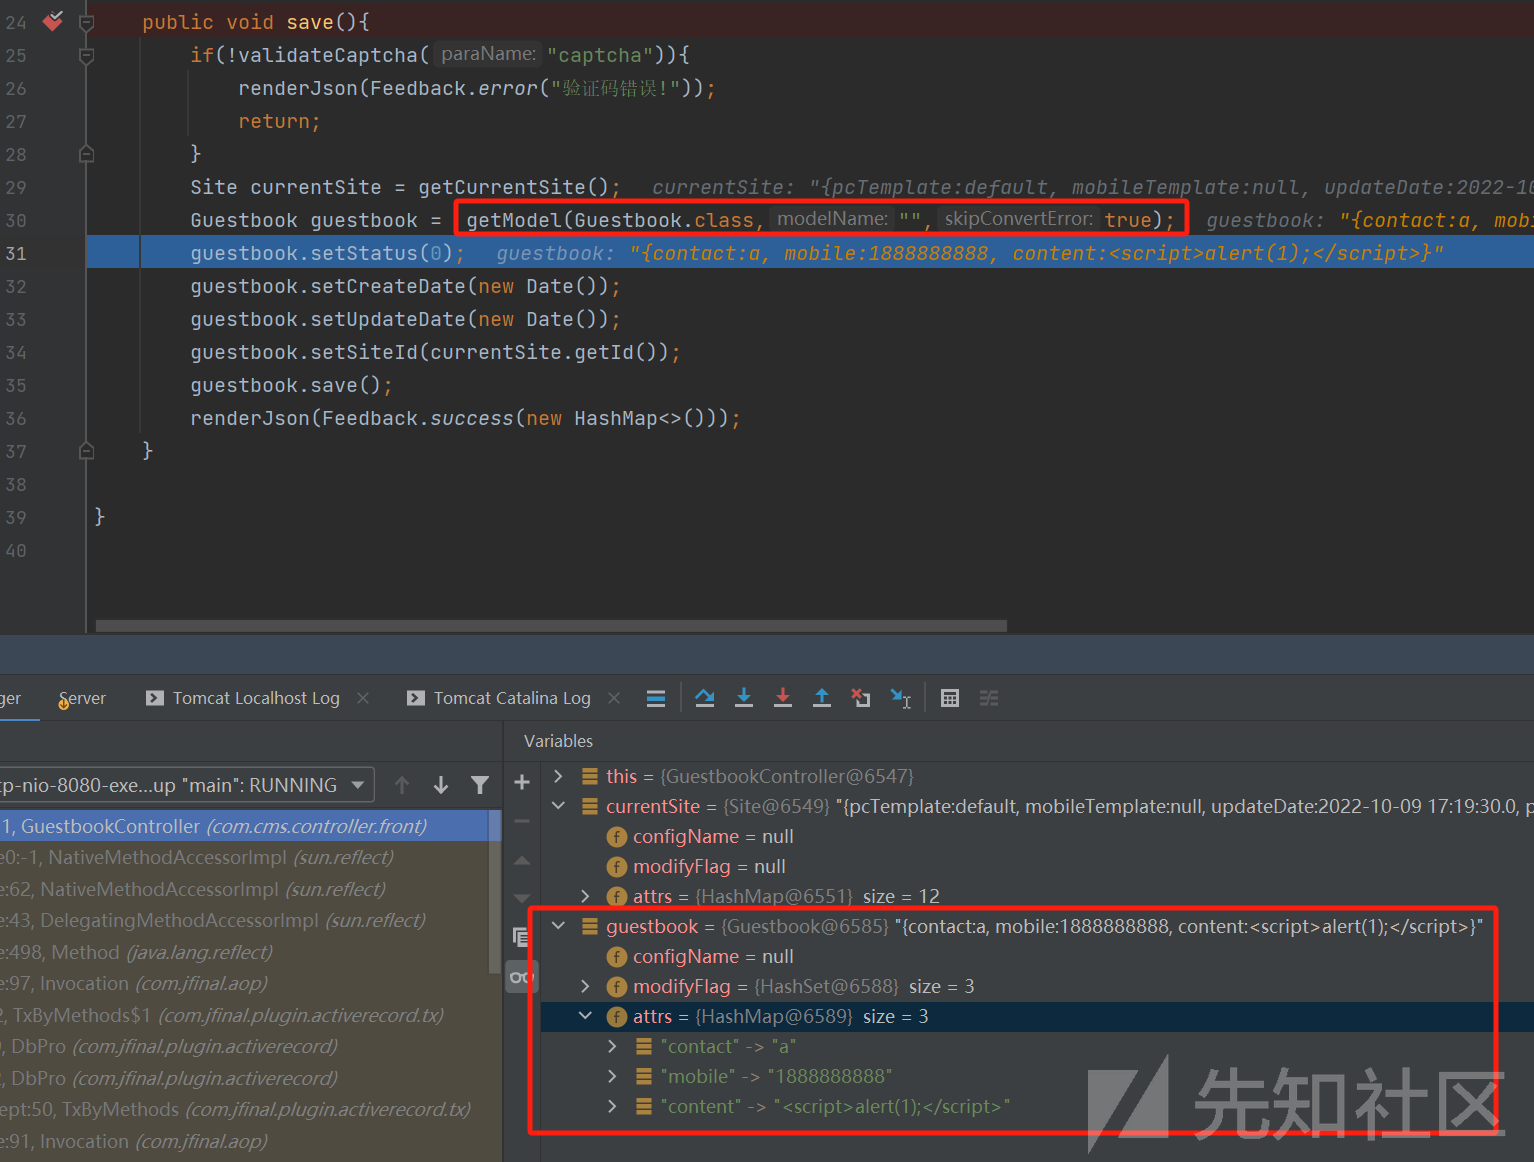 24 public void save(){
25 if(!validateCaptcha( paraName: "captcha")){
26 renderJson(Feedback.error("验证码错误!"));
27 return;
28 }
29 Site currentSite = getCurrentSite(); currentSite: "{pcTemplate:default, mobileTemplate:null, updateDate:2022-10
30 Guestbook guestbook = getModel(Guestbook.class, modelName: "", skipConvertError: true); guestbook: "{contact:a, mob
31 guestbook.setStatus(0); guestbook: "{contact:a, mobile:1888888888, content:<script>alert(1);</script>}"
32 guestbook.setCreateDate(new Date());
33 guestbook.setUpdateDate(new Date());
34 guestbook.setSiteId(currentSite.getId());
35 guestbook.save();
36 renderJson(Feedback.success(new HashMap<>()));
37 }
38
39 }
40
ger Server Tomcat Localhost Log Tomcat Catalina Log
Variables
tp-nio-8080-exe...up "main": RUNNING
1, GuestbookController (com.cms.controller.front)
e0:-1, NativeMethodAccessorImpl (sun.reflect)
e:62, NativeMethodAccessorImpl (sun.reflect)
e:43, DelegatingMethodAccessorImpl (sun.reflect)
e:498, Method (java.lang.reflect)
e:97, Invocation (com.jfinal.aop)
2, TxByMethods$1 (com.jfinal.plugin.activerecord.tx)
), DbPro (com.jfinal.plugin.activerecord)
, DbPro (com.jfinal.plugin.activerecord)
ept:50, TxByMethods (com.jfinal.plugin.activerecord.tx)
e:91, Invocation (com.jfinal.aop)
this = {GuestbookController@6547}
currentSite = {Site@6549} "{pcTemplate:default, mobileTemplate:null, updateDate:2022-10-09 17:19:30.0, p
configName = null
modifyFlag = null
attrs = {HashMap@6551} size = 12
guestbook = {Guestbook@6585} "{contact:a, mobile:1888888888, content:<script>alert(1);</script>}"
configName = null
modifyFlag = {HashSet@6588} size = 3
attrs = {HashMap@6589} size = 3
"contact" -> "a"
"mobile" -> "1888888888"
"content" -> "<script>alert(1);</script>"
先知社区